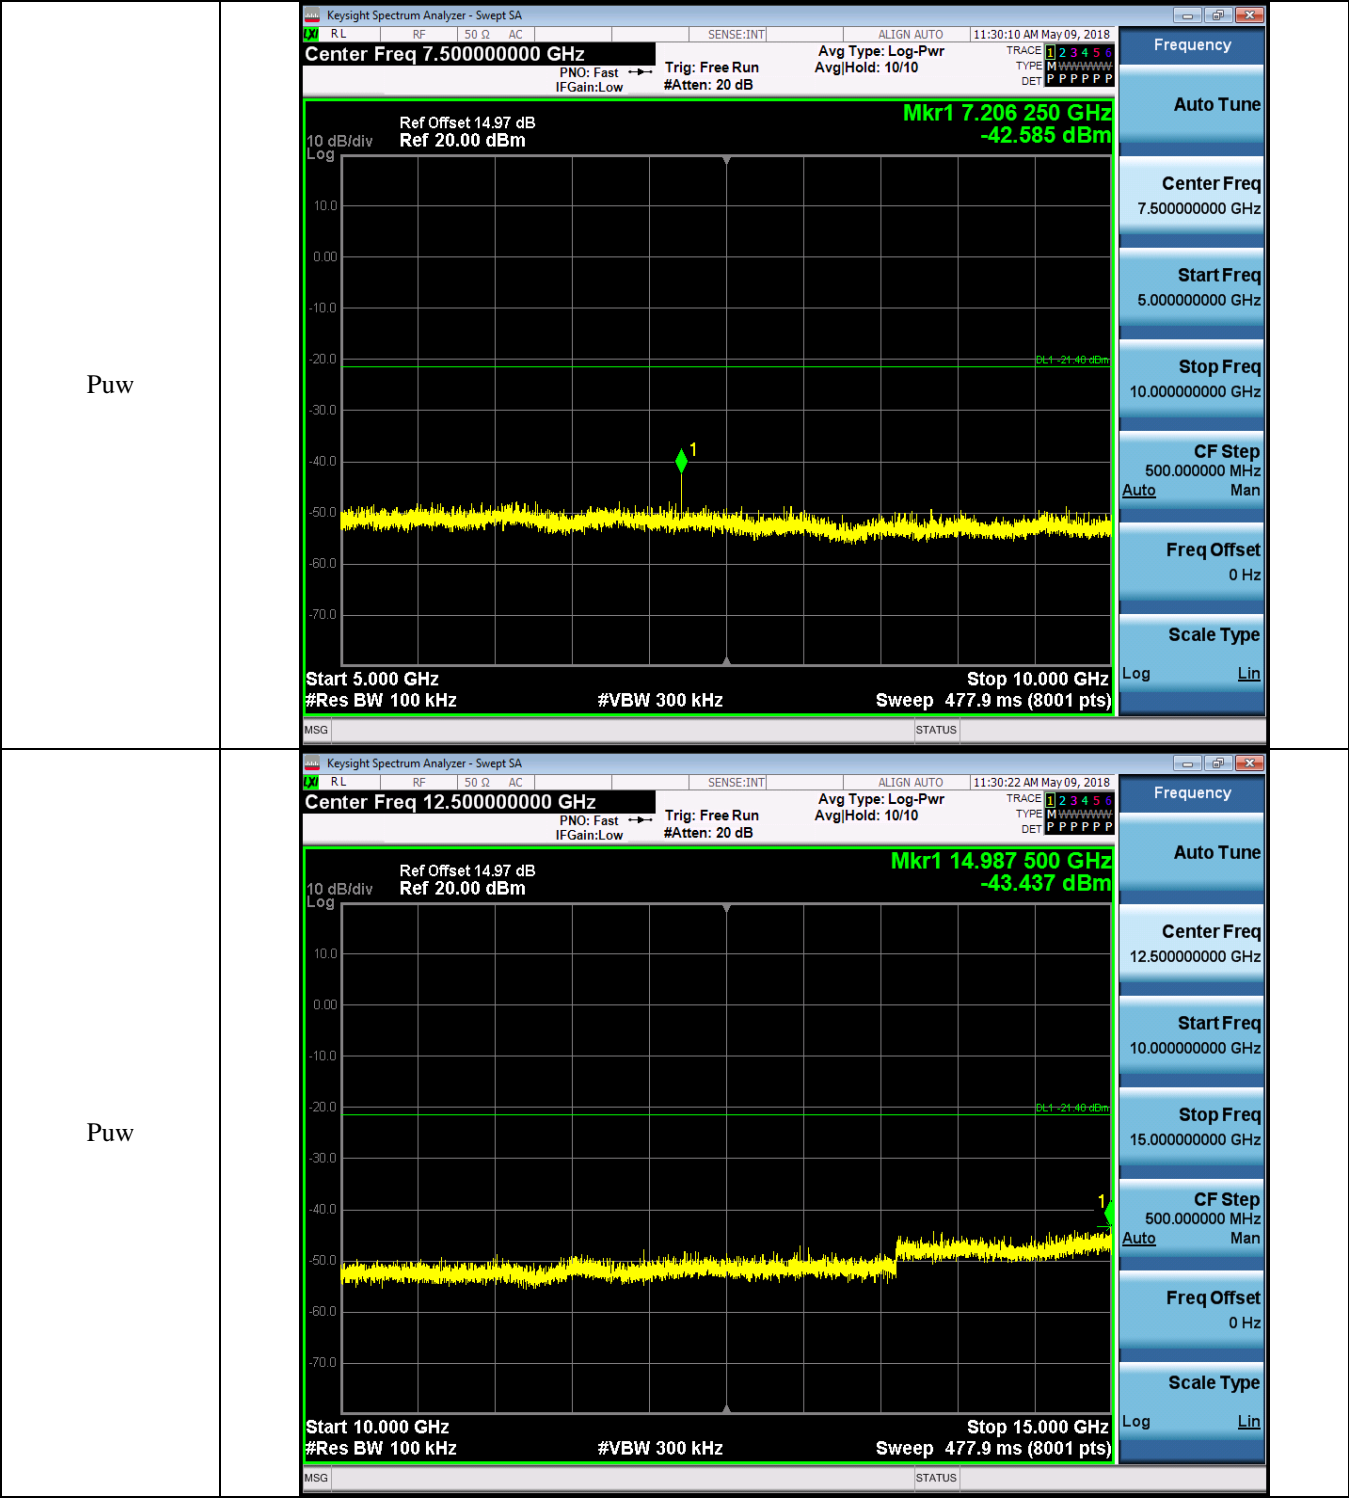 Puw
Keysight Spectrum Analyzer - Swept SA
LXI RL RF 50 Ω AC SENSE:INT ALIGN AUTO 11:30:10 AM May 09, 2018
Center Freq 7.500000000 GHz
PNO: Fast
IFGain:Low
Trig: Free Run
#Atten: 20 dB
Avg Type: Log-Pwr
Avg|Hold: 10/10
TRACE 1 2 3 4 5 6
TYPE M WWWWW
DET P P P P P P
Ref Offset 14.97 dB
10 dB/div Ref 20.00 dBm
Log
Mkr1 7.206 250 GHz
-42.585 dBm
10.0
0.00
-10.0
-20.0
DL1 -21.40 dBm
-30.0
1
-40.0
-50.0
-60.0
-70.0
Start 5.000 GHz Stop 10.000 GHz
#Res BW 100 kHz #VBW 300 kHz Sweep 477.9 ms (8001 pts)
MSG STATUS
Frequency
Auto Tune
Center Freq
7.500000000 GHz
Start Freq
5.000000000 GHz
Stop Freq
10.000000000 GHz
CF Step
500.000000 MHz
Auto Man
Freq Offset
0 Hz
Scale Type
Log Lin
Puw
Keysight Spectrum Analyzer - Swept SA
LXI RL RF 50 Ω AC SENSE:INT ALIGN AUTO 11:30:22 AM May 09, 2018
Center Freq 12.500000000 GHz
PNO: Fast
IFGain:Low
Trig: Free Run
#Atten: 20 dB
Avg Type: Log-Pwr
Avg|Hold: 10/10
TRACE 1 2 3 4 5 6
TYPE M WWWWW
DET P P P P P P
Ref Offset 14.97 dB
10 dB/div Ref 20.00 dBm
Log
Mkr1 14.987 500 GHz
-43.437 dBm
10.0
0.00
-10.0
-20.0
DL1 -21.40 dBm
-30.0
1
-40.0
-50.0
-60.0
-70.0
Start 10.000 GHz Stop 15.000 GHz
#Res BW 100 kHz #VBW 300 kHz Sweep 477.9 ms (8001 pts)
MSG STATUS
Frequency
Auto Tune
Center Freq
12.500000000 GHz
Start Freq
10.000000000 GHz
Stop Freq
15.000000000 GHz
CF Step
500.000000 MHz
Auto Man
Freq Offset
0 Hz
Scale Type
Log Lin